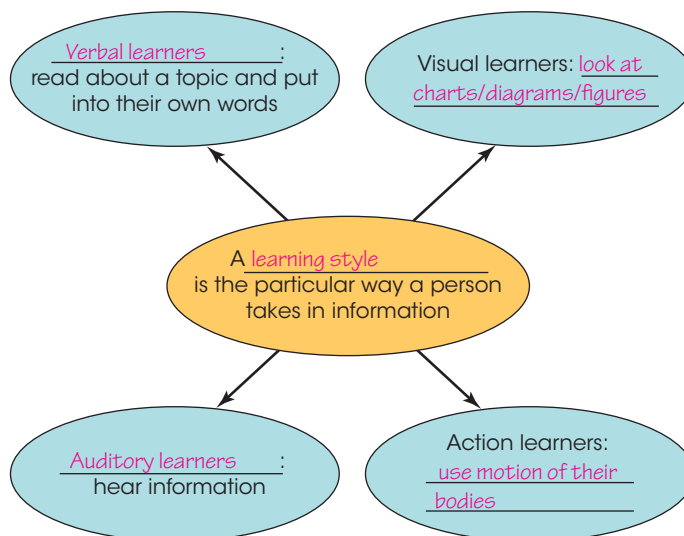 Verbal learners :
read about a topic and put
into their own words
Visual learners: look at
charts/diagrams/figures
A learning style
is the particular way a person
takes in information
Auditory learners :
hear information
Action learners:
use motion of their
bodies